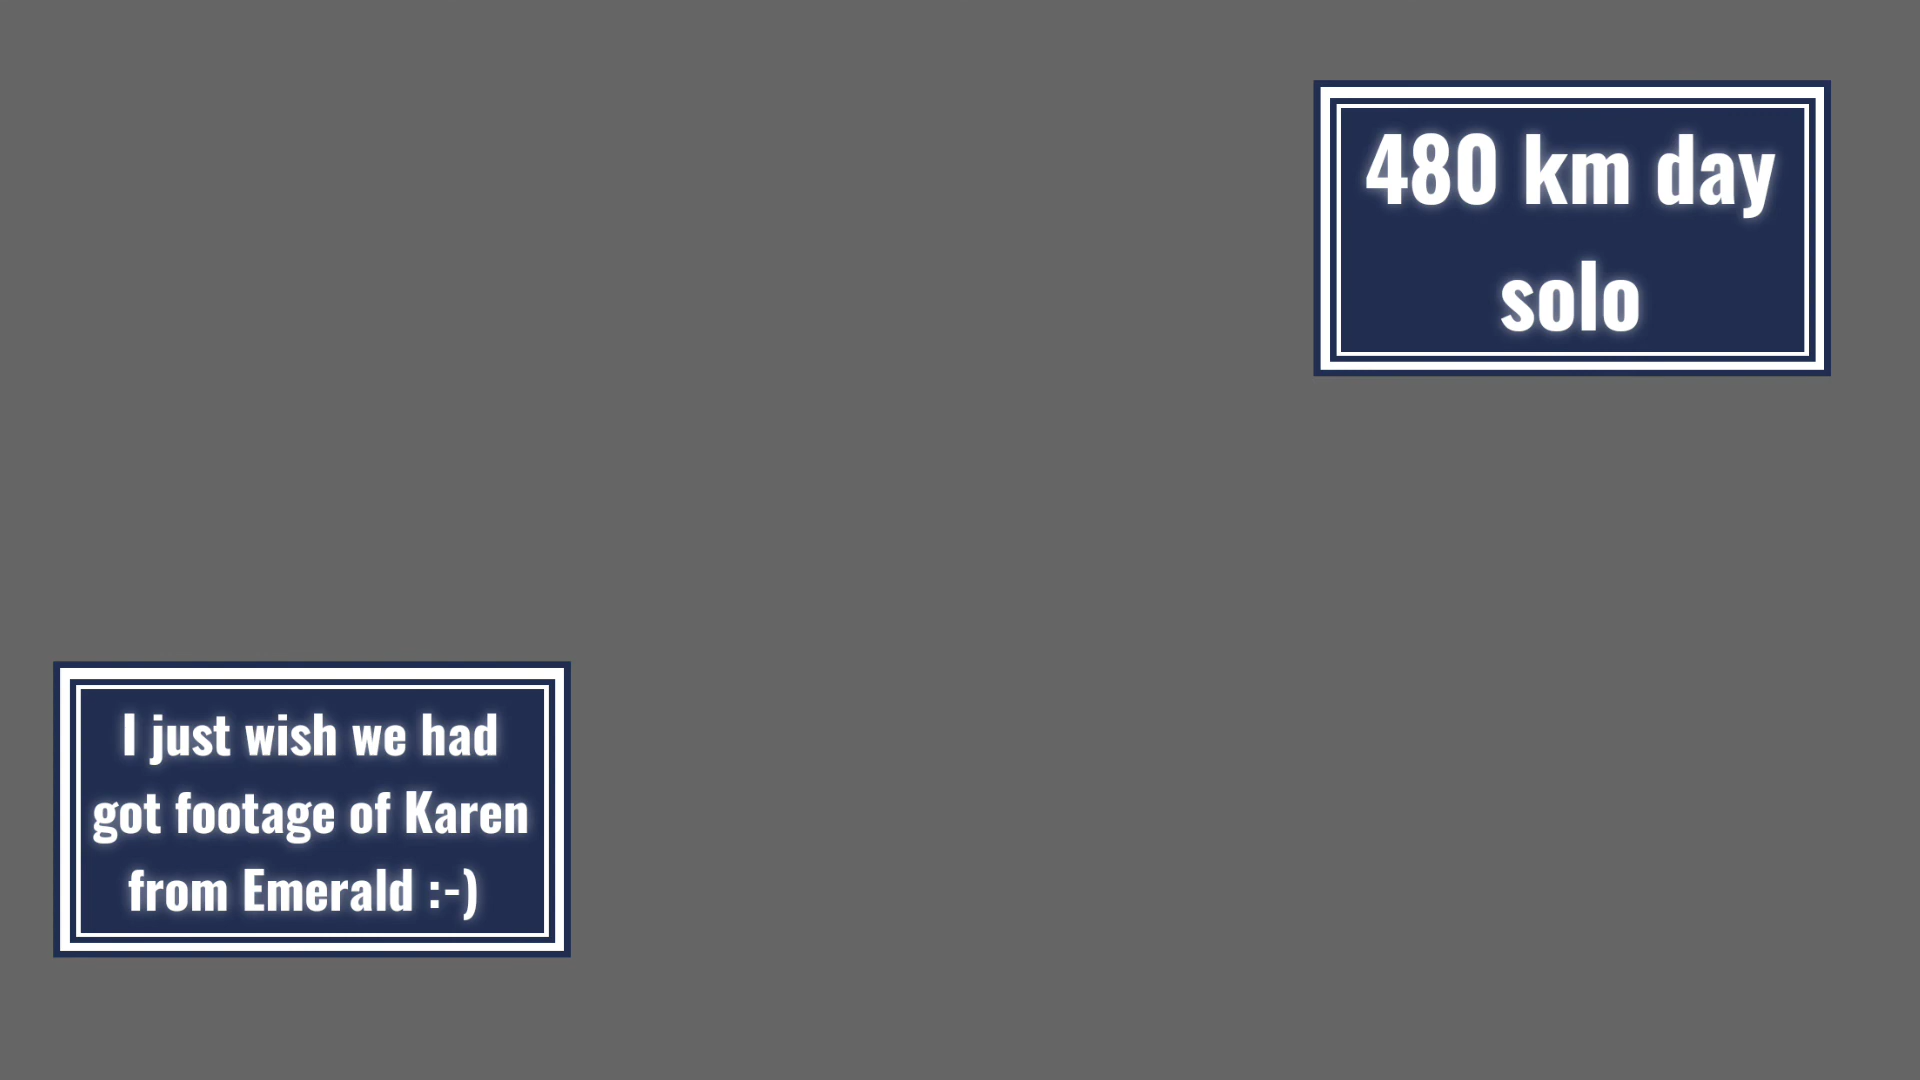 480 km day
solo
I just wish we had
got footage of Karen
from Emerald :-)